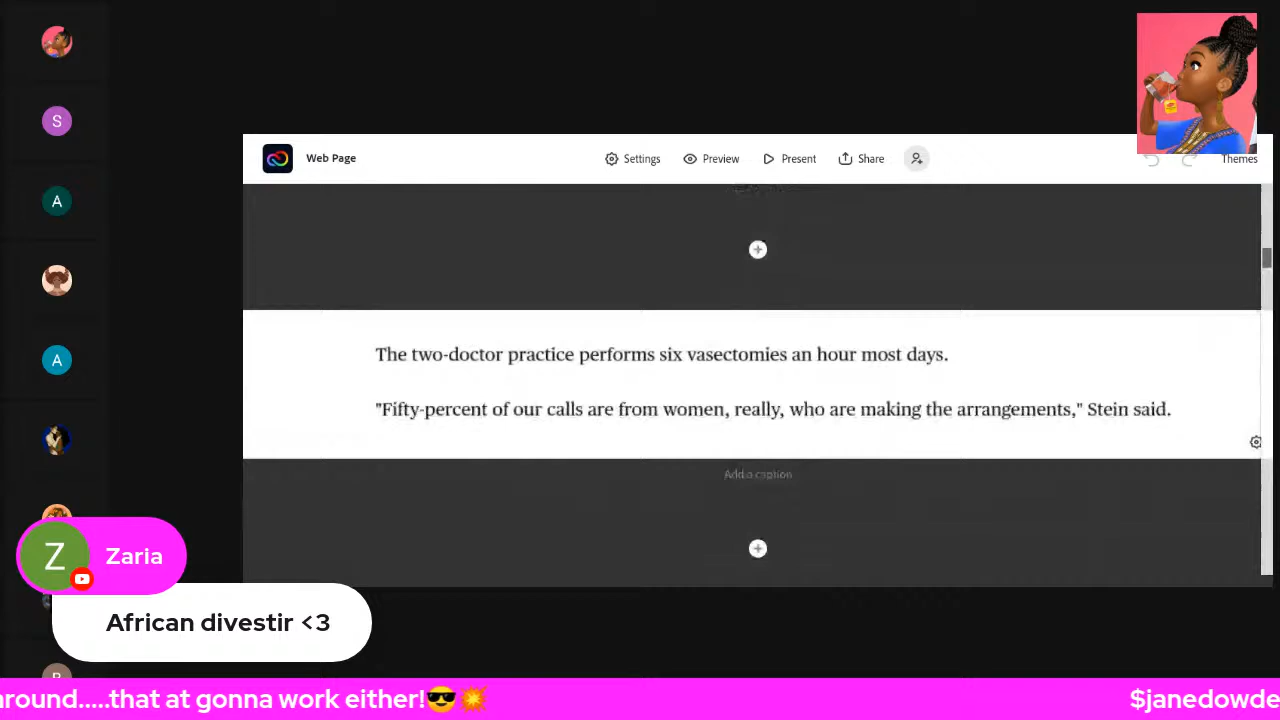 S
A
A
Web Page
Settings
Preview
Present
Share
Themes
The two-doctor practice performs six vasectomies an hour most days.
"Fifty-percent of our calls are from women, really, who are making the arrangements," Stein said.
Add a caption
Z
Zaria
African divestir <3
around.....that at gonna work either!😎💥
$janedowde